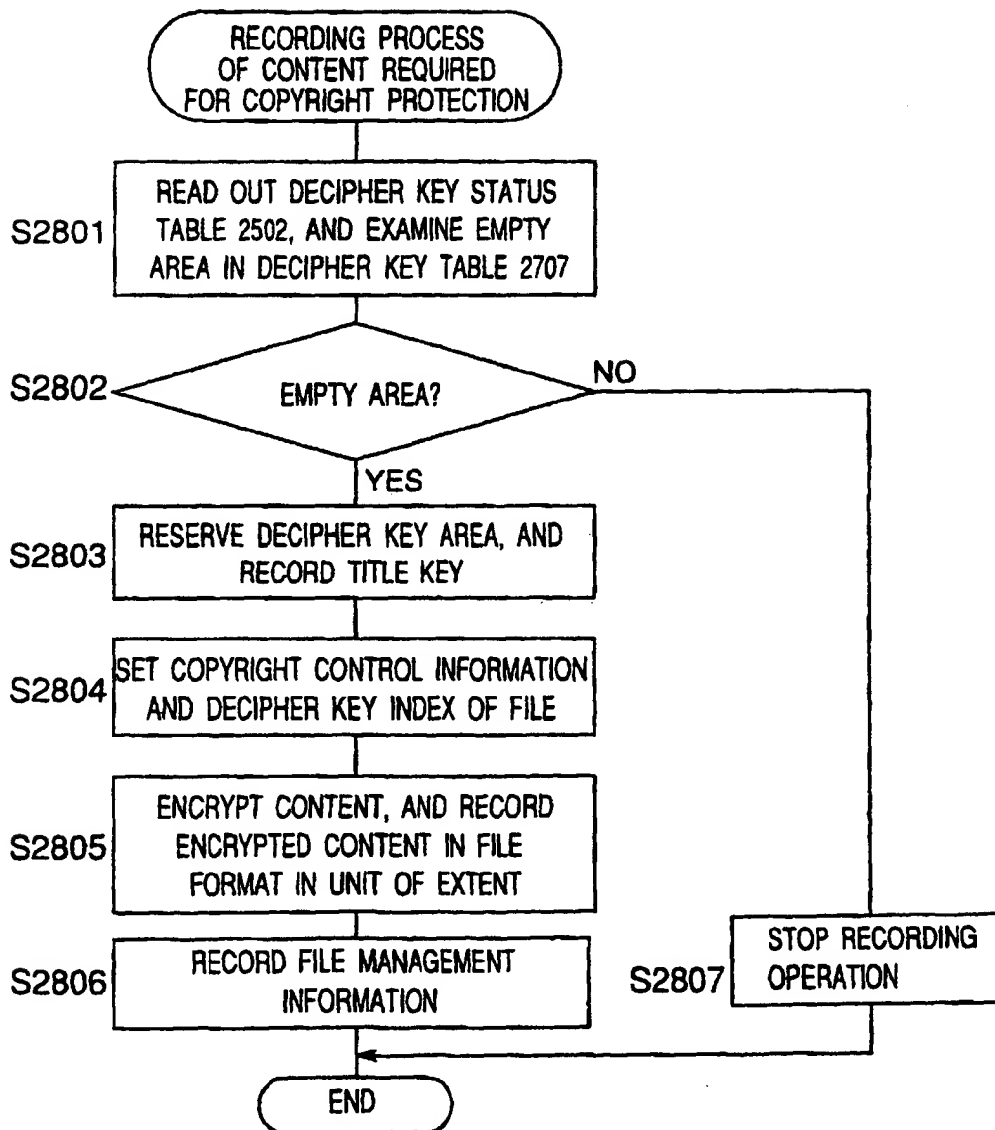 RECORDING PROCESS
OF CONTENT REQUIRED
FOR COPYRIGHT PROTECTION
S2801
READ OUT DECIPHER KEY STATUS
TABLE 2502, AND EXAMINE EMPTY
AREA IN DECIPHER KEY TABLE 2707
S2802
EMPTY AREA?
NO
YES
S2803
RESERVE DECIPHER KEY AREA, AND
RECORD TITLE KEY
S2804
SET COPYRIGHT CONTROL INFORMATION
AND DECIPHER KEY INDEX OF FILE
S2805
ENCRYPT CONTENT, AND RECORD
ENCRYPTED CONTENT IN FILE
FORMAT IN UNIT OF EXTENT
S2806
RECORD FILE MANAGEMENT
INFORMATION
S2807
STOP RECORDING
OPERATION
END